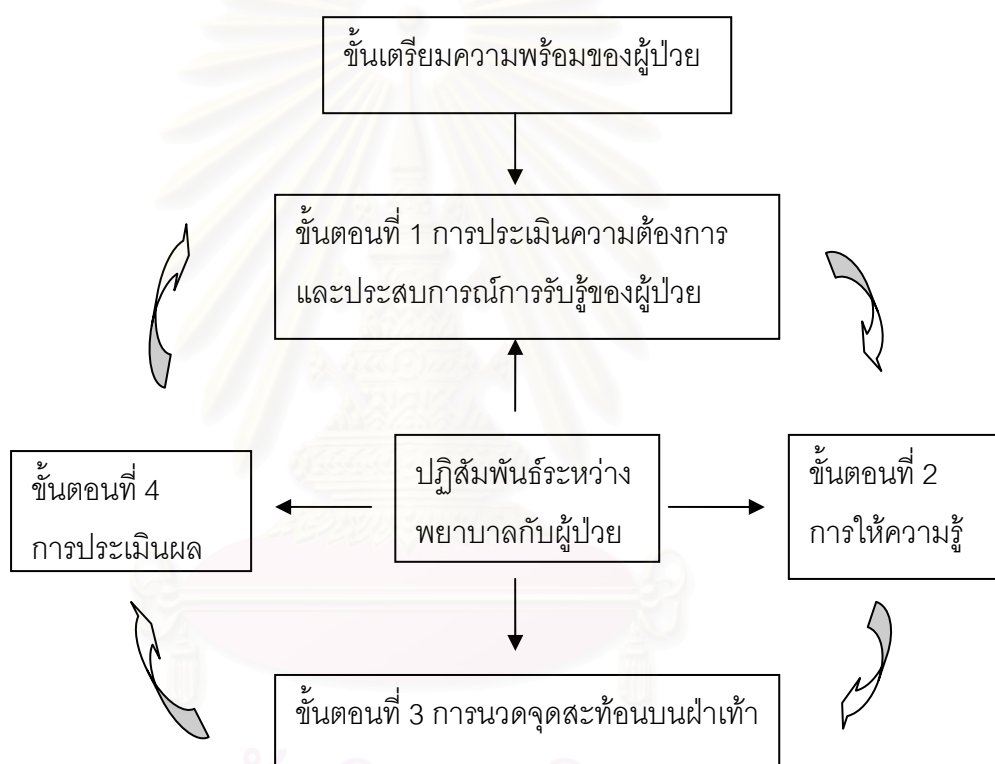 ขั้นเตรียมความพร้อมของผู้ป่วย
ขั้นตอนที่ 1 การประเมินความต้องการ
และประสบการณ์การรับรู้ของผู้ป่วย
ขั้นตอนที่ 4
การประเมินผล
ปฏิสัมพันธ์ระหว่าง
พยาบาลกับผู้ป่วย
ขั้นตอนที่ 2
การให้ความรู้
ขั้นตอนที่ 3 การนวดจุดสะท้อนบนฝ่าเท้า